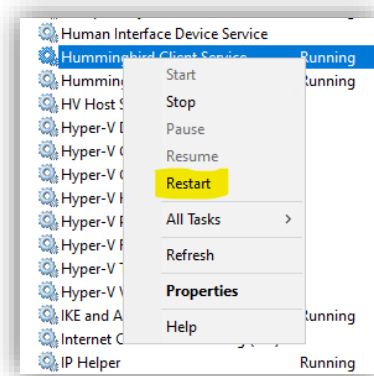 Human Interface Device Service
Hummingbird Client Service Running
Humming Running
Start
HV Host S
Stop
Hyper-V D
Pause
Hyper-V
Resume
Hyper-V
Restart
Hyper-V H
All Tasks >
Hyper-V
Hyper-V
Refresh
Hyper-V
Hyper-V V
Properties
IKE and A Running
Help
Internet C
IP Helper Running